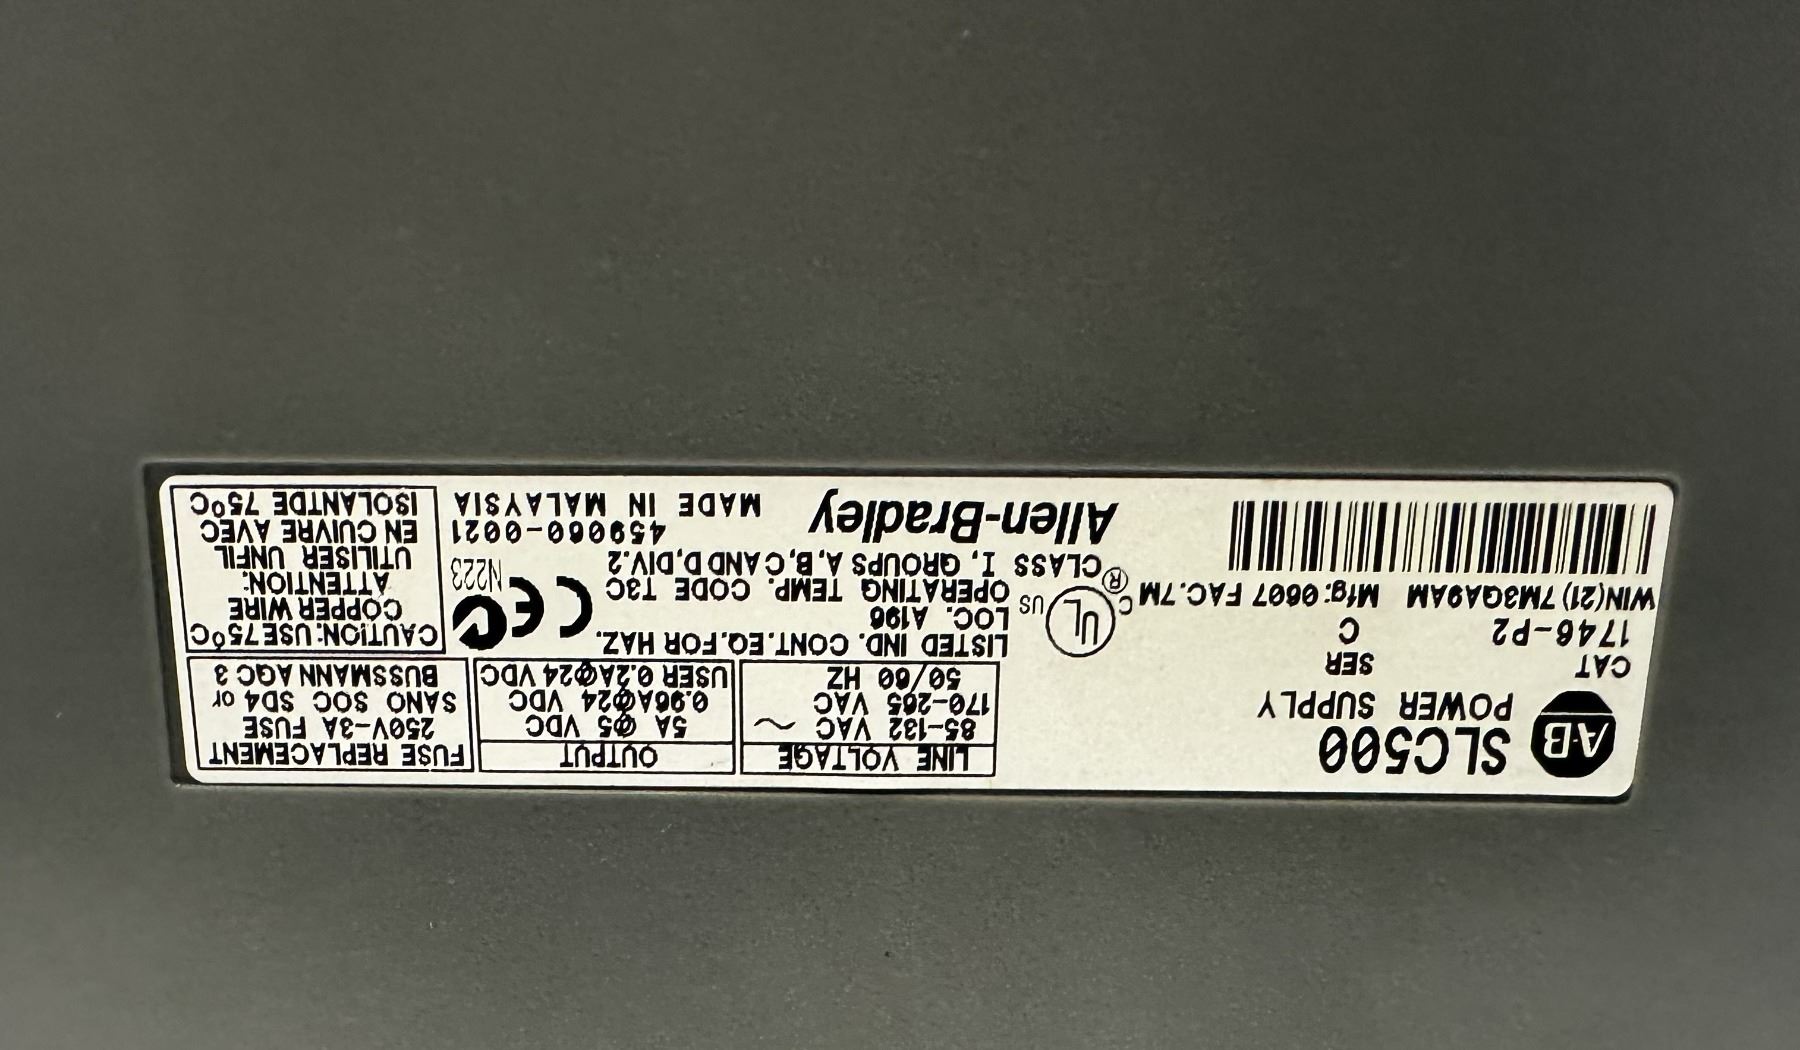 A-B
SLC500
POWER SUPPLY
CAT SER
1746-P2 C
WIN(21) 7M3QA9AM Mfg: 0607 FAC.7M
LINE VOLTAGE
85-132 VAC ~
170-265 VAC
50/60 HZ
OUTPUT
5A @5 VDC
0.96A@24 VDC
USER 0.2A@24 VDC
FUSE REPLACEMENT
250V-3A FUSE
SANO SOC SD4 or
BUSSMANN AGC 3
C UL US ®
LISTED IND. CONT. EQ. FOR HAZ.
LOC. A196
OPERATING TEMP. CODE T3C
CLASS I, GROUPS A, B, C AND D, DIV.2
CE
N223
459060-0021
Allen-Bradley
MADE IN MALAYSIA
CAUTION: USE 75°C
COPPER WIRE
ATTENTION:
UTILISER UNFIL
EN CUIVRE AVEC
ISOLANTDE 75°C